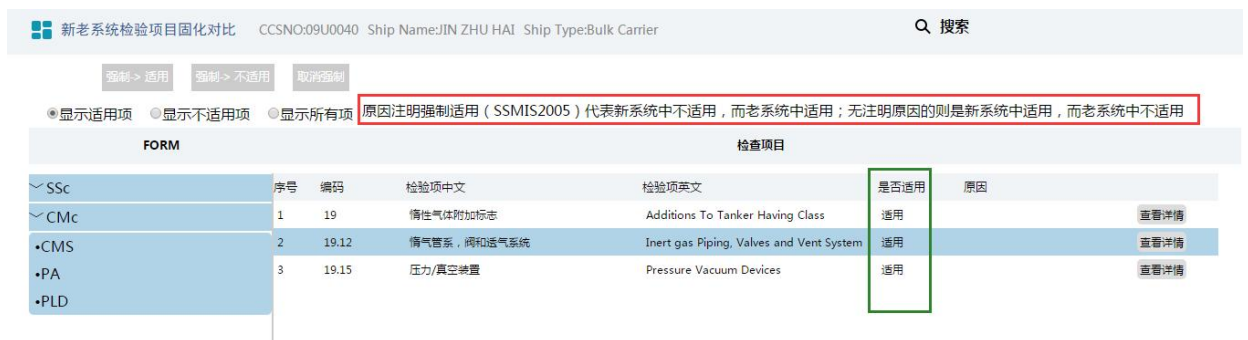 新老系统检验项目固化对比 CCSNO:09U0040 Ship Name:JIN ZHU HAI Ship Type:Bulk Carrier 搜索
强制-> 适用 强制-> 不适用 取消强制
显示适用项 显示不适用项 显示所有项 原因注明强制适用（SSMIS2005）代表新系统中不适用，而老系统中适用；无注明原因的则是新系统中适用，而老系统中不适用
FORM 检查项目
SSc 序号 编码 检验项中文 检验项英文 是否适用 原因
CMc 1 19 惰性气体附加标志 Additions To Tanker Having Class 适用 查看详情
•CMS 2 19.12 惰气管系，阀和透气系统 Inert gas Piping, Valves and Vent System 适用 查看详情
•PA 3 19.15 压力/真空装置 Pressure Vacuum Devices 适用 查看详情
•PLD